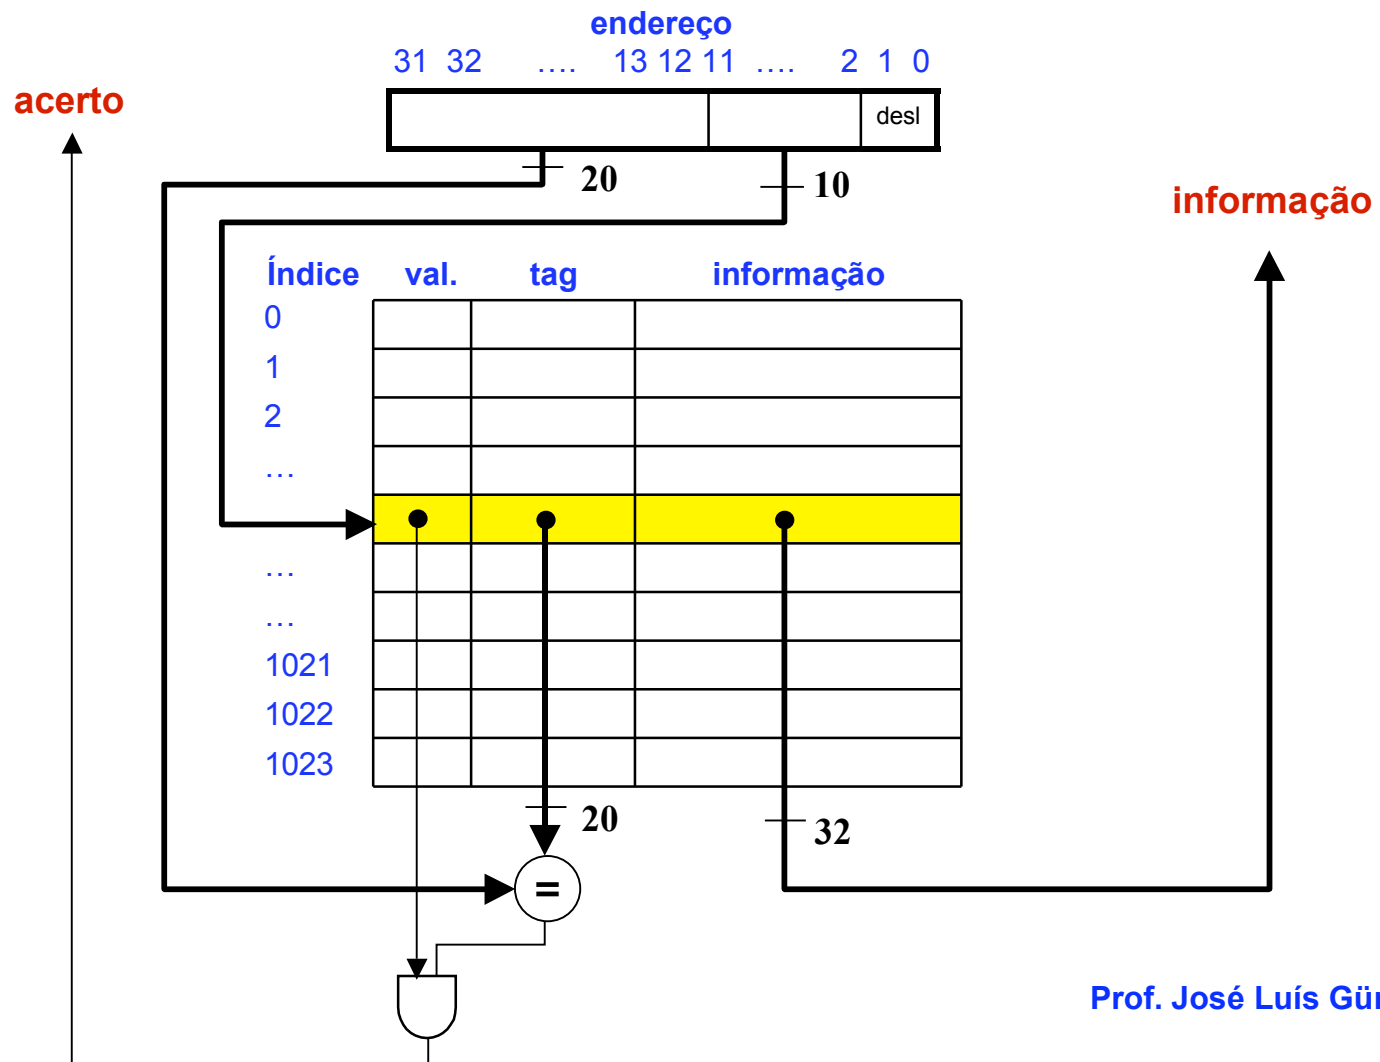 endereço
31 32 .... 13 12 11 .... 2 1 0
acerto
desl
20
10
informação
Índice val. tag informação
0
1
2
...
...
...
1021
1022
1023
20
32
=
Prof. José Luís